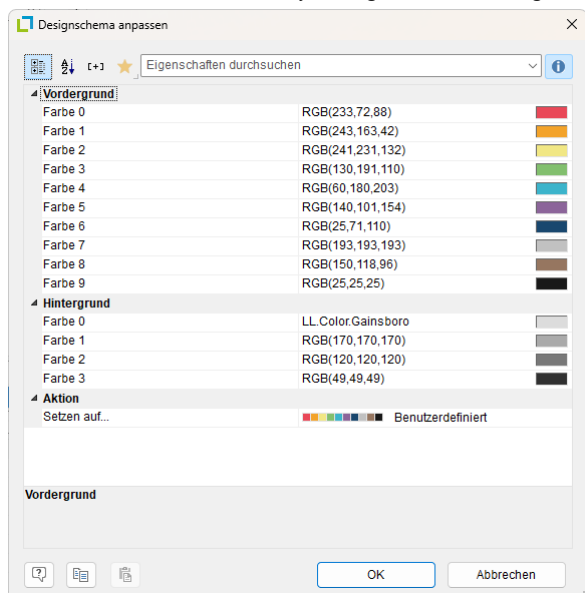 Designschema anpassen
Eigenschaften durchsuchen
Vordergrund
Farbe 0 RGB(233,72,88)
Farbe 1 RGB(243,163,42)
Farbe 2 RGB(241,231,132)
Farbe 3 RGB(130,191,110)
Farbe 4 RGB(60,180,203)
Farbe 5 RGB(140,101,154)
Farbe 6 RGB(25,71,110)
Farbe 7 RGB(193,193,193)
Farbe 8 RGB(150,118,96)
Farbe 9 RGB(25,25,25)
Hintergrund
Farbe 0 LL.Color.Gainsboro
Farbe 1 RGB(170,170,170)
Farbe 2 RGB(120,120,120)
Farbe 3 RGB(49,49,49)
Aktion
Setzen auf... Benutzerdefiniert
Vordergrund
OK Abbrechen